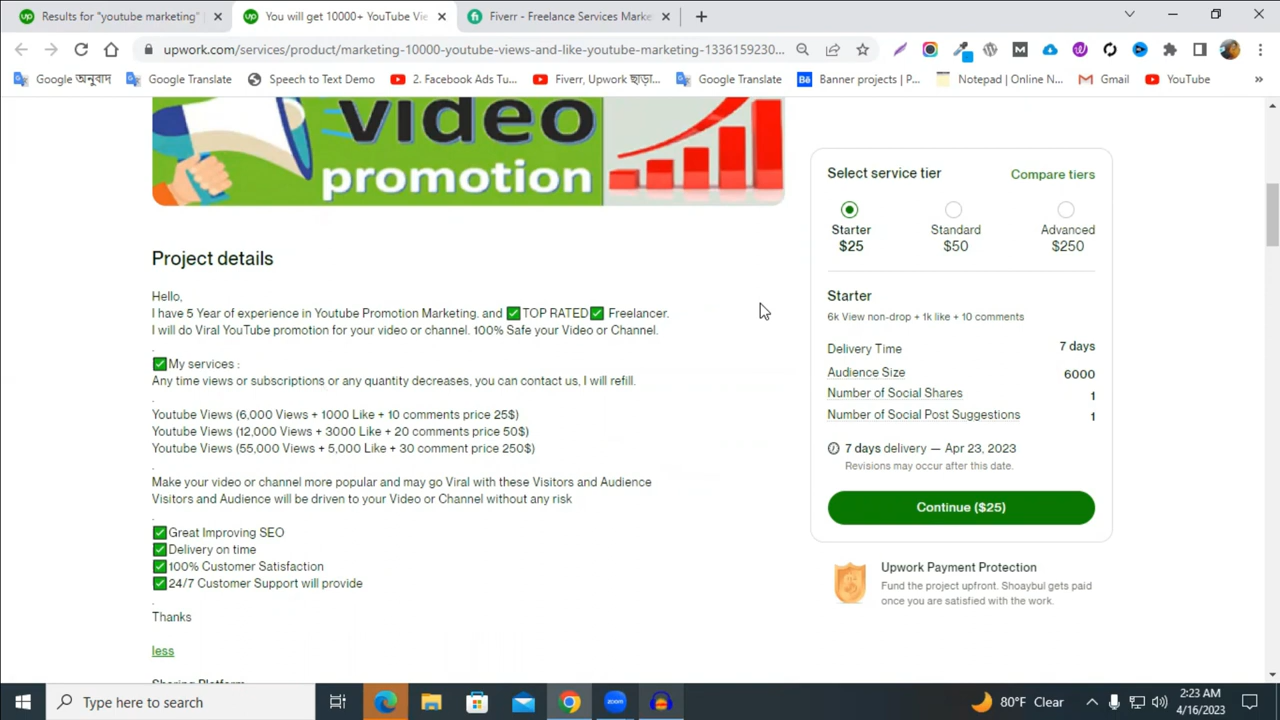 Results for "youtube marketing"
You will get 10000+ YouTube Vie
Fiverr - Freelance Services Marke
upwork.com/services/product/marketing-10000-youtube-views-and-like-youtube-marketing-1336159230...
Google অনুবাদ
Google Translate
Speech to Text Demo
2. Facebook Ads Tu...
Fiverr, Upwork ছাড়া...
Google Translate
Banner projects | P...
Notepad | Online N...
Gmail
YouTube
»
video
promotion
Select service tier
Compare tiers
Starter
$25
Standard
$50
Advanced
$250
Project details
Hello,
I have 5 Year of experience in Youtube Promotion Marketing. and ✅TOP RATED✅ Freelancer.
I will do Viral YouTube promotion for your video or channel. 100% Safe your Video or Channel.
.
✅My services :
Any time views or subscriptions or any quantity decreases, you can contact us, I will refill.
.
Youtube Views (6,000 Views + 1000 Like + 10 comments price 25$)
Youtube Views (12,000 Views + 3000 Like + 20 comments price 50$)
Youtube Views (55,000 Views + 5,000 Like + 30 comment price 250$)
.
Make your video or channel more popular and may go Viral with these Visitors and Audience
Visitors and Audience will be driven to your Video or Channel without any risk
.
✅Great Improving SEO
✅Delivery on time
✅100% Customer Satisfaction
✅24/7 Customer Support will provide
.
Thanks
less
Sharing Platform
Starter
6k View non-drop + 1k like + 10 comments
Delivery Time 7 days
Audience Size 6000
Number of Social Shares 1
Number of Social Post Suggestions 1
7 days delivery — Apr 23, 2023
Revisions may occur after this date.
Continue ($25)
Upwork Payment Protection
Fund the project upfront. Shoaybul gets paid
once you are satisfied with the work.
Type here to search
80°F Clear
2:23 AM
4/16/2023